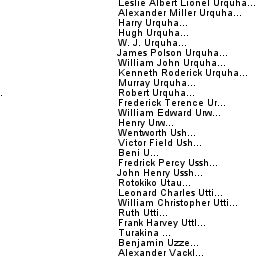 Leslie Albert Lionel Urquha...
Alexander Miller Urquha...
Harry Urquha...
Hugh Urquha...
W. J. Urquha...
James Polson Urquha...
William John Urquha...
Kenneth Roderick Urquha...
Murray Urquha...
Robert Urquha...
Frederick Terence Ur...
William Edward Urw...
Henry Urw...
Wentworth Ush...
Victor Field Ush...
Beni U...
Fredrick Percy Ussh...
John Henry Ussh...
Rotokiko Utau...
Leonard Charles Utti...
William Christopher Utti...
Ruth Utti...
Frank Harvey Uttl...
Turakina ...
Benjamin Uzze...
Alexander Vackl...